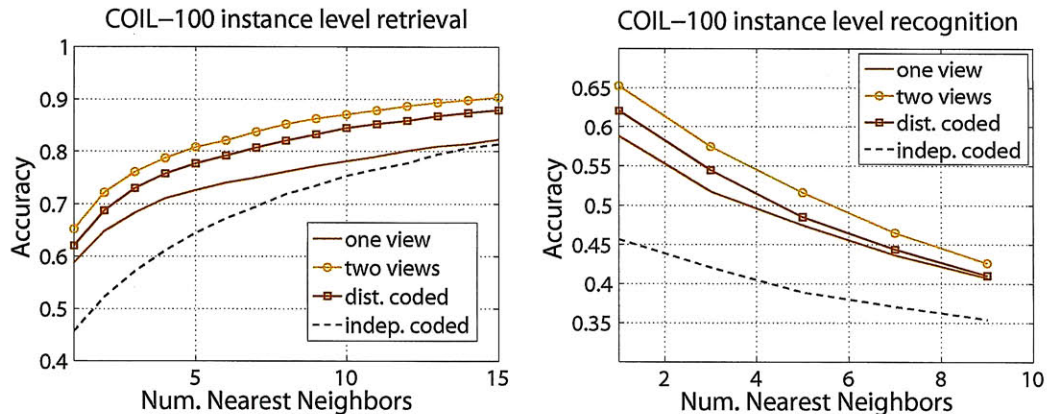 COIL–100 instance level retrieval
Accuracy
1
0.9
0.8
0.7
0.6
0.5
0.4
one view
two views
dist. coded
indep. coded
5
10
15
Num. Nearest Neighbors
COIL–100 instance level recognition
Accuracy
0.65
0.6
0.55
0.5
0.45
0.4
0.35
one view
two views
dist. coded
indep. coded
2
4
6
8
10
Num. Nearest Neighbors